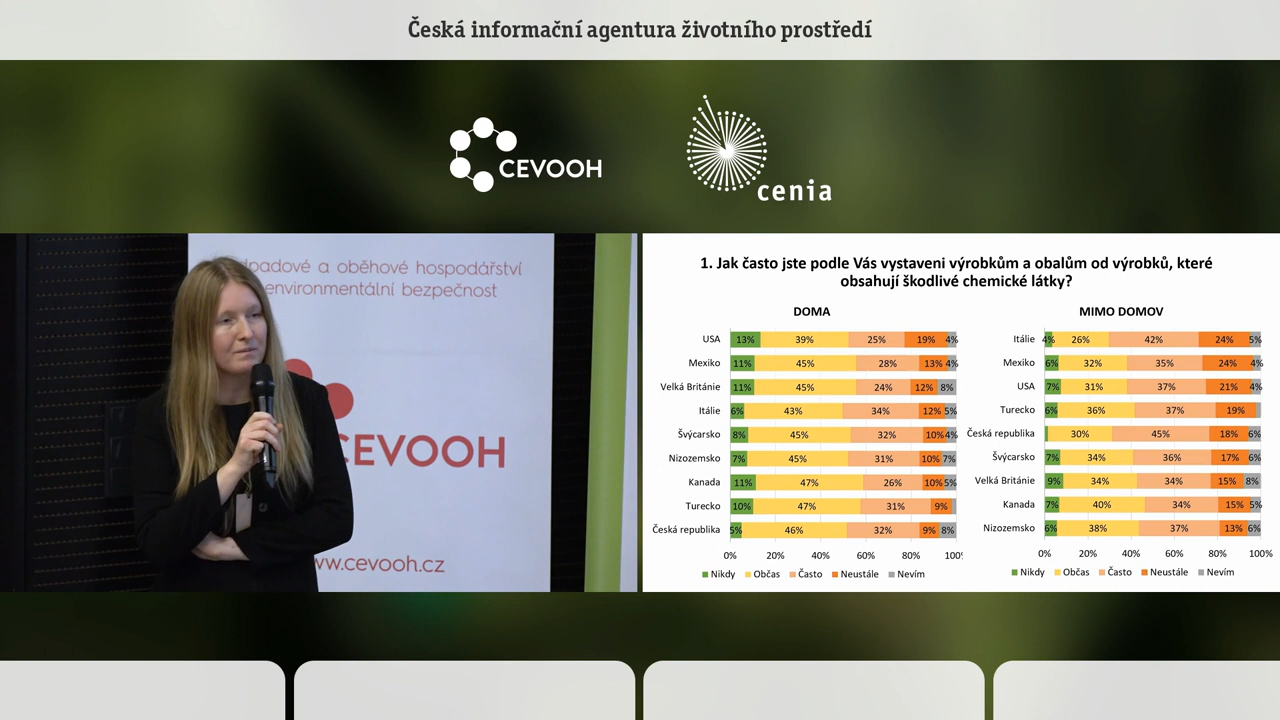 Česká informační agentura životního prostředí
CEVOOH
cenia
dpadové a oběhové hospodářství
environmentální bezpečnost
CEVOOH
www.cevooh.cz
1. Jak často jste podle Vás vystaveni výrobkům a obalům od výrobků, které
obsahují škodlivé chemické látky?
DOMA
USA 13% 39% 25% 19% 4%
Mexiko 11% 45% 28% 13% 4%
Velká Británie 11% 45% 24% 12% 8%
Itálie 6% 43% 34% 12% 5%
Švýcarsko 8% 45% 32% 10% 4%
Nizozemsko 7% 45% 31% 10% 7%
Kanada 11% 47% 26% 10% 5%
Turecko 10% 47% 31% 9%
Česká republika 5% 46% 32% 9% 8%
0% 20% 40% 60% 80% 100%
Nikdy Občas Často Neustále Nevím
MIMO DOMOV
Itálie 4% 26% 42% 24% 5%
Mexiko 6% 32% 35% 24% 4%
USA 7% 31% 37% 21% 4%
Turecko 6% 36% 37% 19%
Česká republika 30% 45% 18% 6%
Švýcarsko 7% 34% 36% 17% 6%
Velká Británie 9% 34% 34% 15% 8%
Kanada 7% 40% 34% 15% 5%
Nizozemsko 6% 38% 37% 13% 6%
0% 20% 40% 60% 80% 100%
Nikdy Občas Často Neustále Nevím